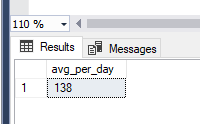 110 %
Results Messages
avg_per_day
1 138